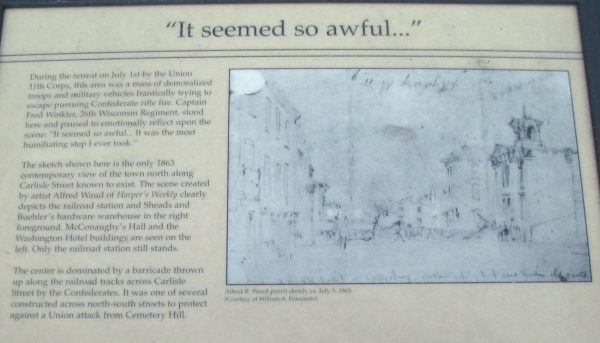 "It seemed so awful..."
During the retreat on July 1st by the Union
11th Corps, this area was a mass of demoralized
troops and military vehicles frantically trying to
escape pursuing Confederate rifle fire. Captain
Fred Winkler, 26th Wisconsin Regiment, stood
here and paused to emotionally reflect upon the
scene: "It seemed so awful... It was the most
humiliating step I ever took."
The sketch shown here is the only 1863
contemporary view of the town north along
Carlisle Street known to exist. The scene created
by artist Alfred Waud of Harper's Weekly clearly
depicts the railroad station and Sheads and
Buehler's hardware warehouse in the right
foreground. McConaughy's Hall and the
Washington Hotel buildings are seen on the
left. Only the railroad station still stands.
The center is dominated by a barricade thrown
up along the railroad tracks across Carlisle
Street by the Confederates. It was one of several
constructed across north-south streets to protect
against a Union attack from Cemetery Hill.
Alfred R. Waud pencil sketch, ca. July 5, 1863.
(Courtesy of William A. Frassanito)